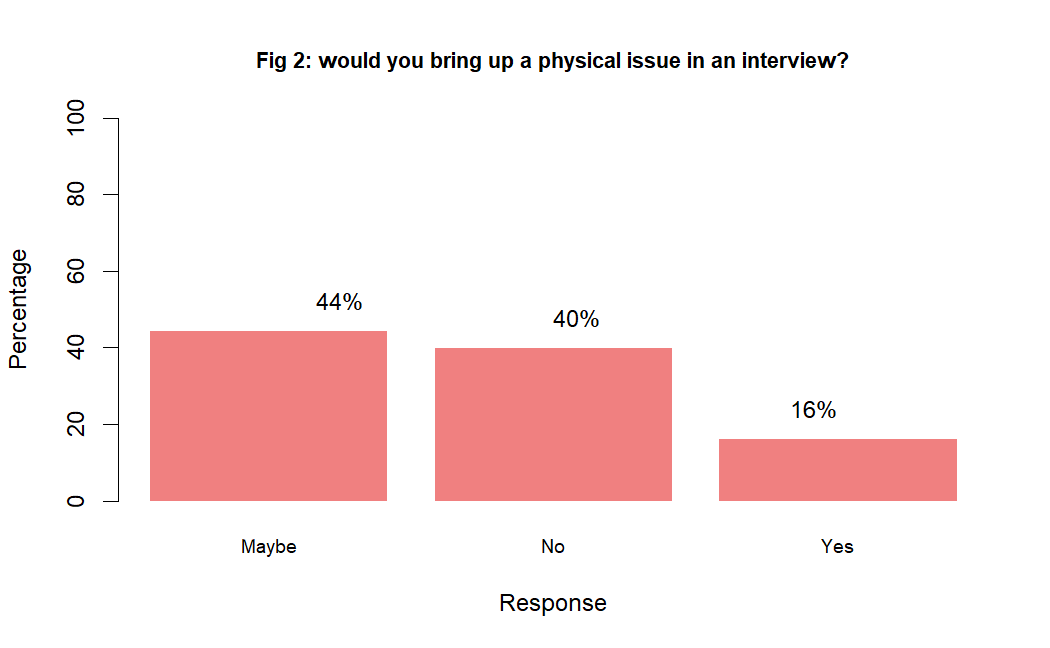 Fig 2: would you bring up a physical issue in an interview?
100
80
60
40
20
0
Percentage
44%
40%
16%
Maybe
No
Yes
Response